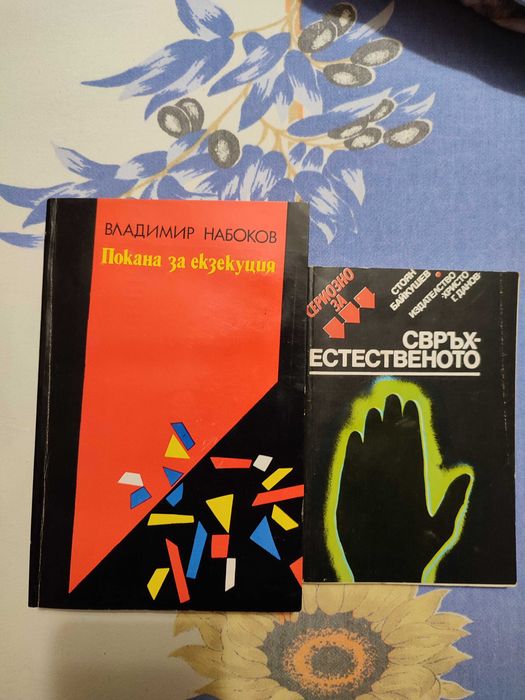 ВЛАДИМИР НАБОКОВ
Покана за екзекуция
СЕРИОЗНО
ЗА
СТОЯН
БАЙКУШЕВ
ИЗДАТЕЛСТВО
"ХРИСТО
Г. ДАНОВ"
СВРЪХ-
ЕСТЕСТВЕНОТО